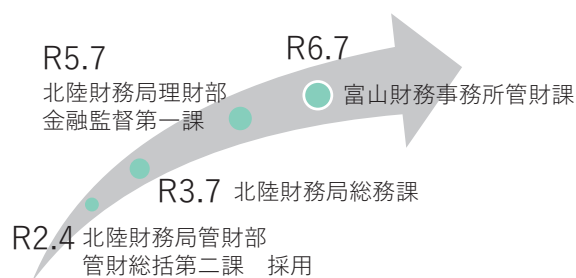 R5.7
北陸財務局理財部
金融監督第一課
R6.7
富山財務事務所管財課
R3.7 北陸財務局総務課
R2.4 北陸財務局管財部
管財総括第二課　採用